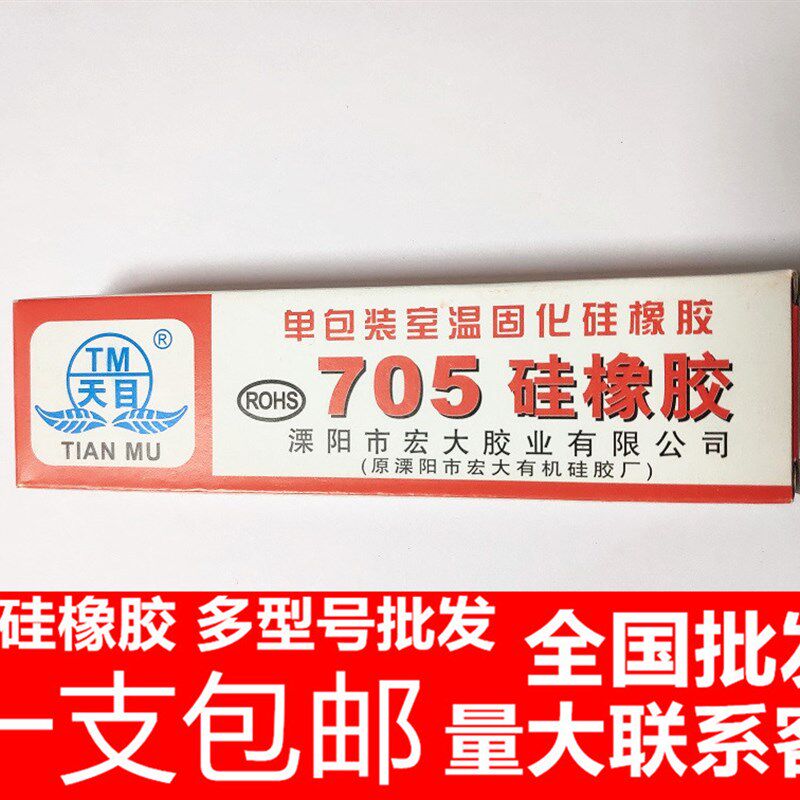 TM
®
天目
TIAN MU
单包装室温固化硅橡胶
ROHS
705 硅橡胶
溧阳市宏大胶业有限公司
(原溧阳市宏大有机硅胶厂)
硅橡胶 多型号批发
全国批发
一支包邮
量大联系客